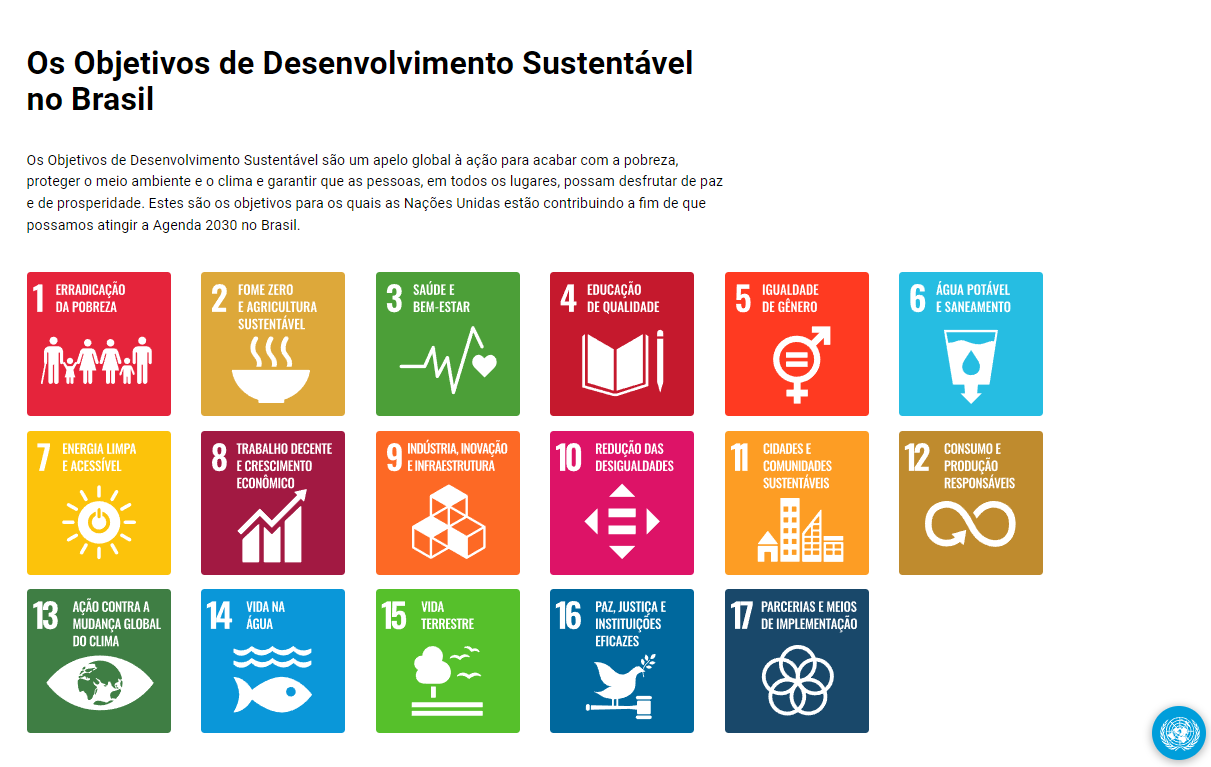 Os Objetivos de Desenvolvimento Sustentável
no Brasil
Os Objetivos de Desenvolvimento Sustentável são um apelo global à ação para acabar com a pobreza,
proteger o meio ambiente e o clima e garantir que as pessoas, em todos os lugares, possam desfrutar de paz
e de prosperidade. Estes são os objetivos para os quais as Nações Unidas estão contribuindo a fim de que
possamos atingir a Agenda 2030 no Brasil.
1 ERRADICAÇÃO
DA POBREZA
2 FOME ZERO
E AGRICULTURA
SUSTENTÁVEL
3 SAÚDE E
BEM-ESTAR
4 EDUCAÇÃO
DE QUALIDADE
5 IGUALDADE
DE GÊNERO
6 ÁGUA POTÁVEL
E SANEAMENTO
7 ENERGIA LIMPA
E ACESSÍVEL
8 TRABALHO DECENTE
E CRESCIMENTO
ECONÔMICO
9 INDÚSTRIA, INOVAÇÃO
E INFRAESTRUTURA
10 REDUÇÃO DAS
DESIGUALDADES
11 CIDADES E
COMUNIDADES
SUSTENTÁVEIS
12 CONSUMO E
PRODUÇÃO
RESPONSÁVEIS
13 AÇÃO CONTRA A
MUDANÇA GLOBAL
DO CLIMA
14 VIDA NA
ÁGUA
15 VIDA
TERRESTRE
16 PAZ, JUSTIÇA E
INSTITUIÇÕES
EFICAZES
17 PARCERIAS E MEIOS
DE IMPLEMENTAÇÃO